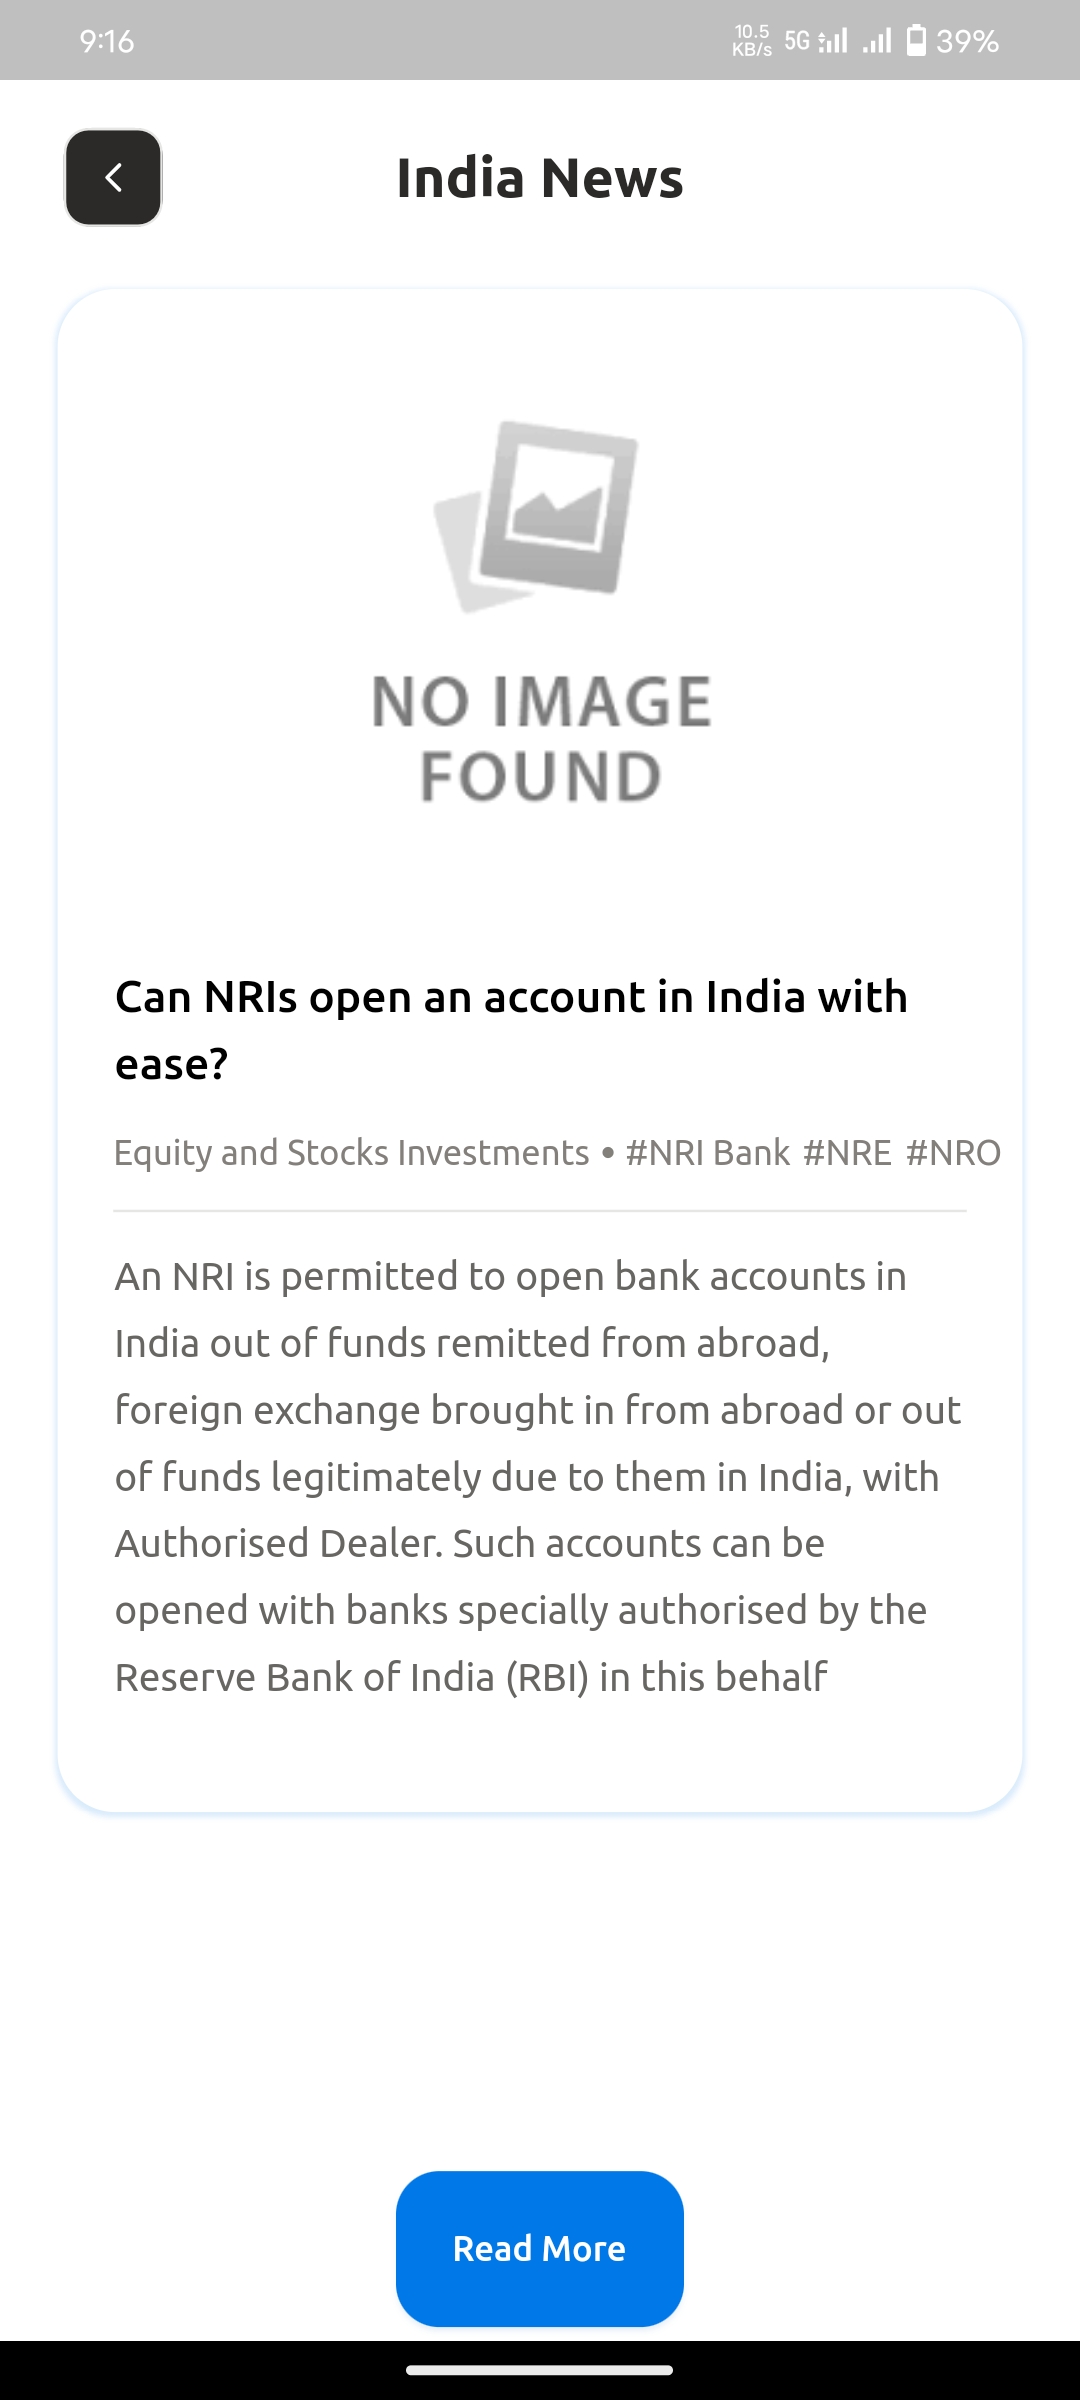 9:16
10.5 KB/s 5G 39%
India News
NO IMAGE
FOUND
Can NRIs open an account in India with
ease?
Equity and Stocks Investments • #NRI Bank #NRE #NRO
An NRI is permitted to open bank accounts in
India out of funds remitted from abroad,
foreign exchange brought in from abroad or out
of funds legitimately due to them in India, with
Authorised Dealer. Such accounts can be
opened with banks specially authorised by the
Reserve Bank of India (RBI) in this behalf
Read More